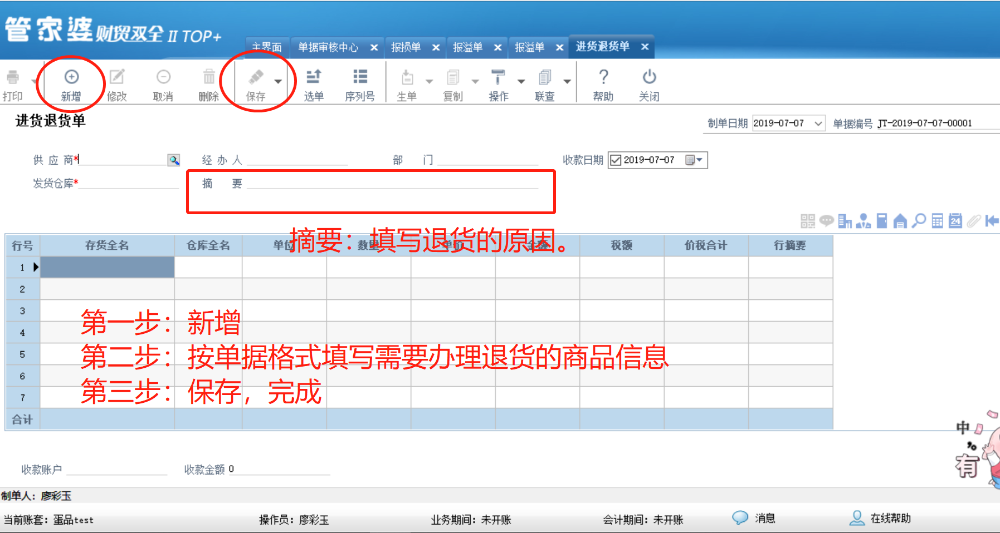 管家婆 财贸双全 II TOP+
主界面 单据审核中心 × 报损单 × 报溢单 × 报溢单 × 进货退货单 ×
打印 新增 修改 取消 删除 保存 选单 序列号 生单 复制 操作 联查 帮助 关闭
进货退货单
制单日期 2019-07-07 单据编号 JT-2019-07-07-00001
供应商* 经办人 部门 收款日期 2019-07-07
发货仓库* 摘要
24
摘要：填写退货的原因。
行号 存货全名 仓库全名 单位 数量 单价 金额 税额 价税合计 行摘要
1
2
3
4
5
6
7
第一步：新增
第二步：按单据格式填写需要办理退货的商品信息
第三步：保存，完成
合计
中
有
收款账户 收款金额 0
制单人：廖彩玉
当前账套：蛋品test 操作员：廖彩玉 业务期间：未开账 会计期间：未开账 消息 在线帮助